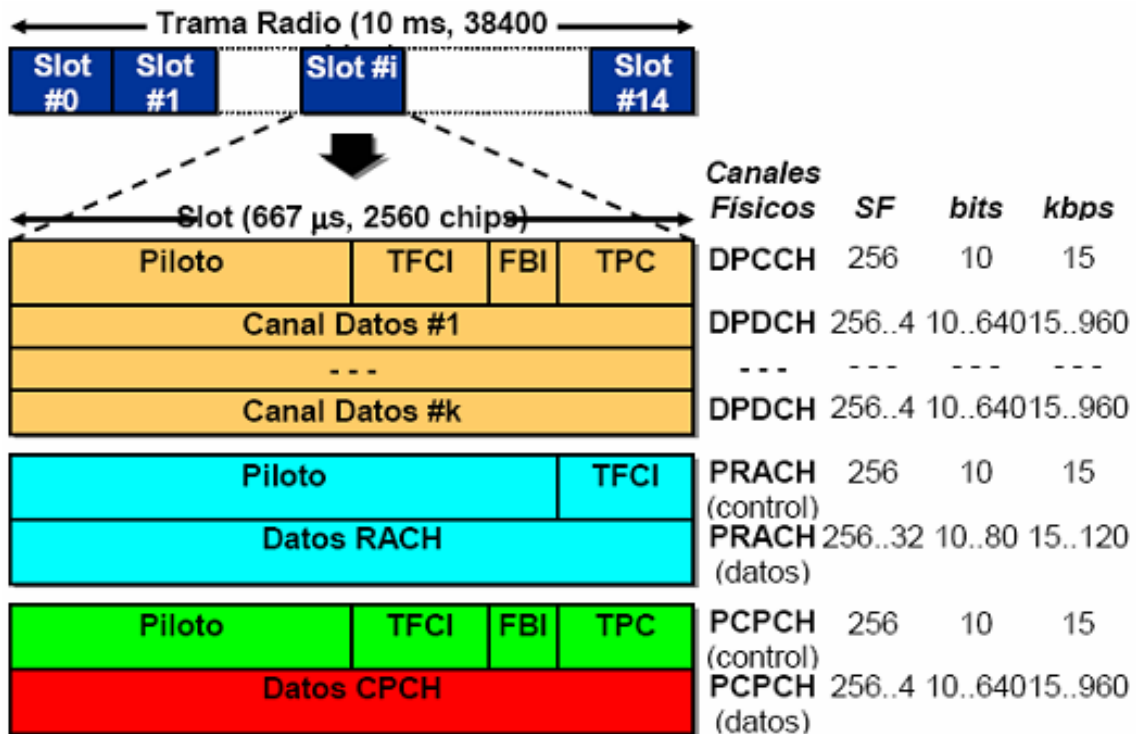 Trama Radio (10 ms, 38400
Slot #0 Slot #1 Slot #i Slot #14
Slot (667 µs, 2560 chips)
Canales Físicos SF bits kbps
Piloto TFCI FBI TPC DPCCH 256 10 15
Canal Datos #1 DPDCH 256..4 10..640 15..960
- - - - - - - - - - - - - - -
Canal Datos #k DPDCH 256..4 10..640 15..960
Piloto TFCI PRACH (control) 256 10 15
Datos RACH PRACH (datos) 256..32 10..80 15..120
Piloto TFCI FBI TPC PCPCH (control) 256 10 15
Datos CPCH PCPCH (datos) 256..4 10..640 15..960